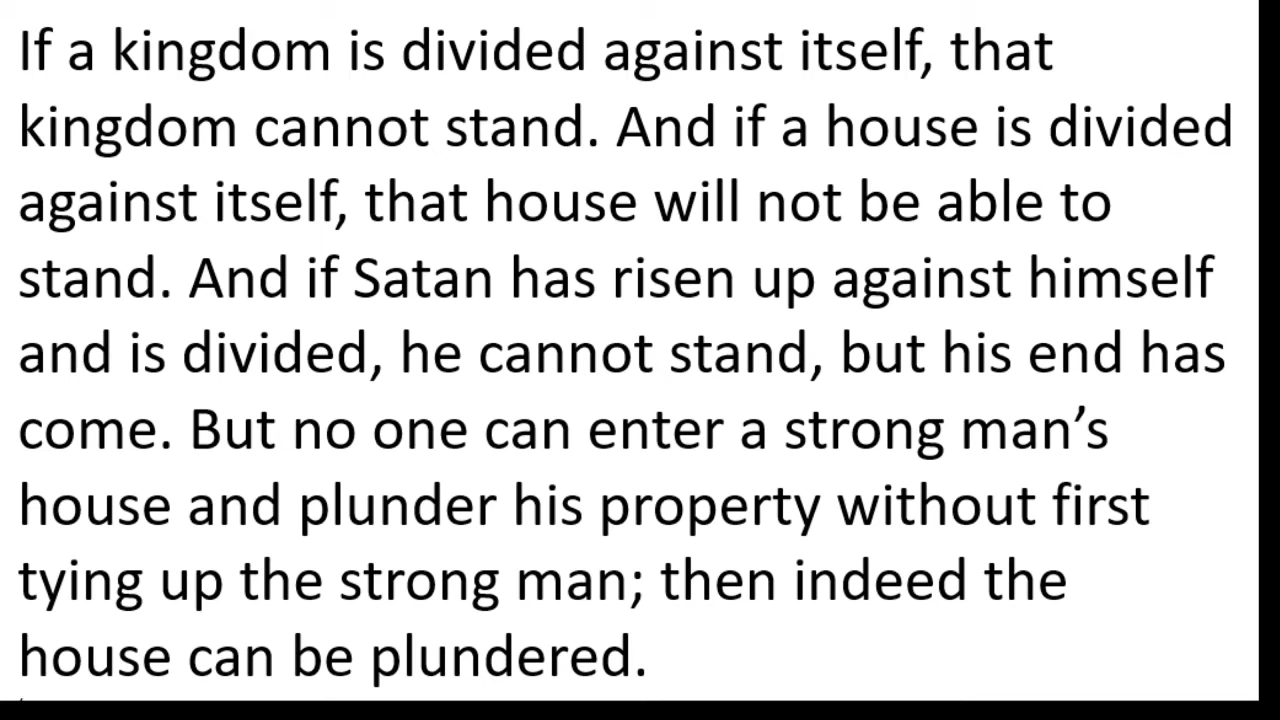 If a kingdom is divided against itself, that
kingdom cannot stand. And if a house is divided
against itself, that house will not be able to
stand. And if Satan has risen up against himself
and is divided, he cannot stand, but his end has
come. But no one can enter a strong man’s
house and plunder his property without first
tying up the strong man; then indeed the
house can be plundered.